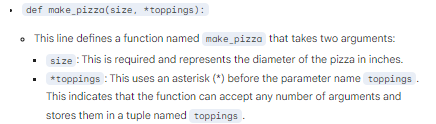 • def make_pizza(size, *toppings):
○ This line defines a function named make_pizza that takes two arguments:
▪ size : This is required and represents the diameter of the pizza in inches.
▪ *toppings : This uses an asterisk (*) before the parameter name toppings .
This indicates that the function can accept any number of arguments and
stores them in a tuple named toppings .